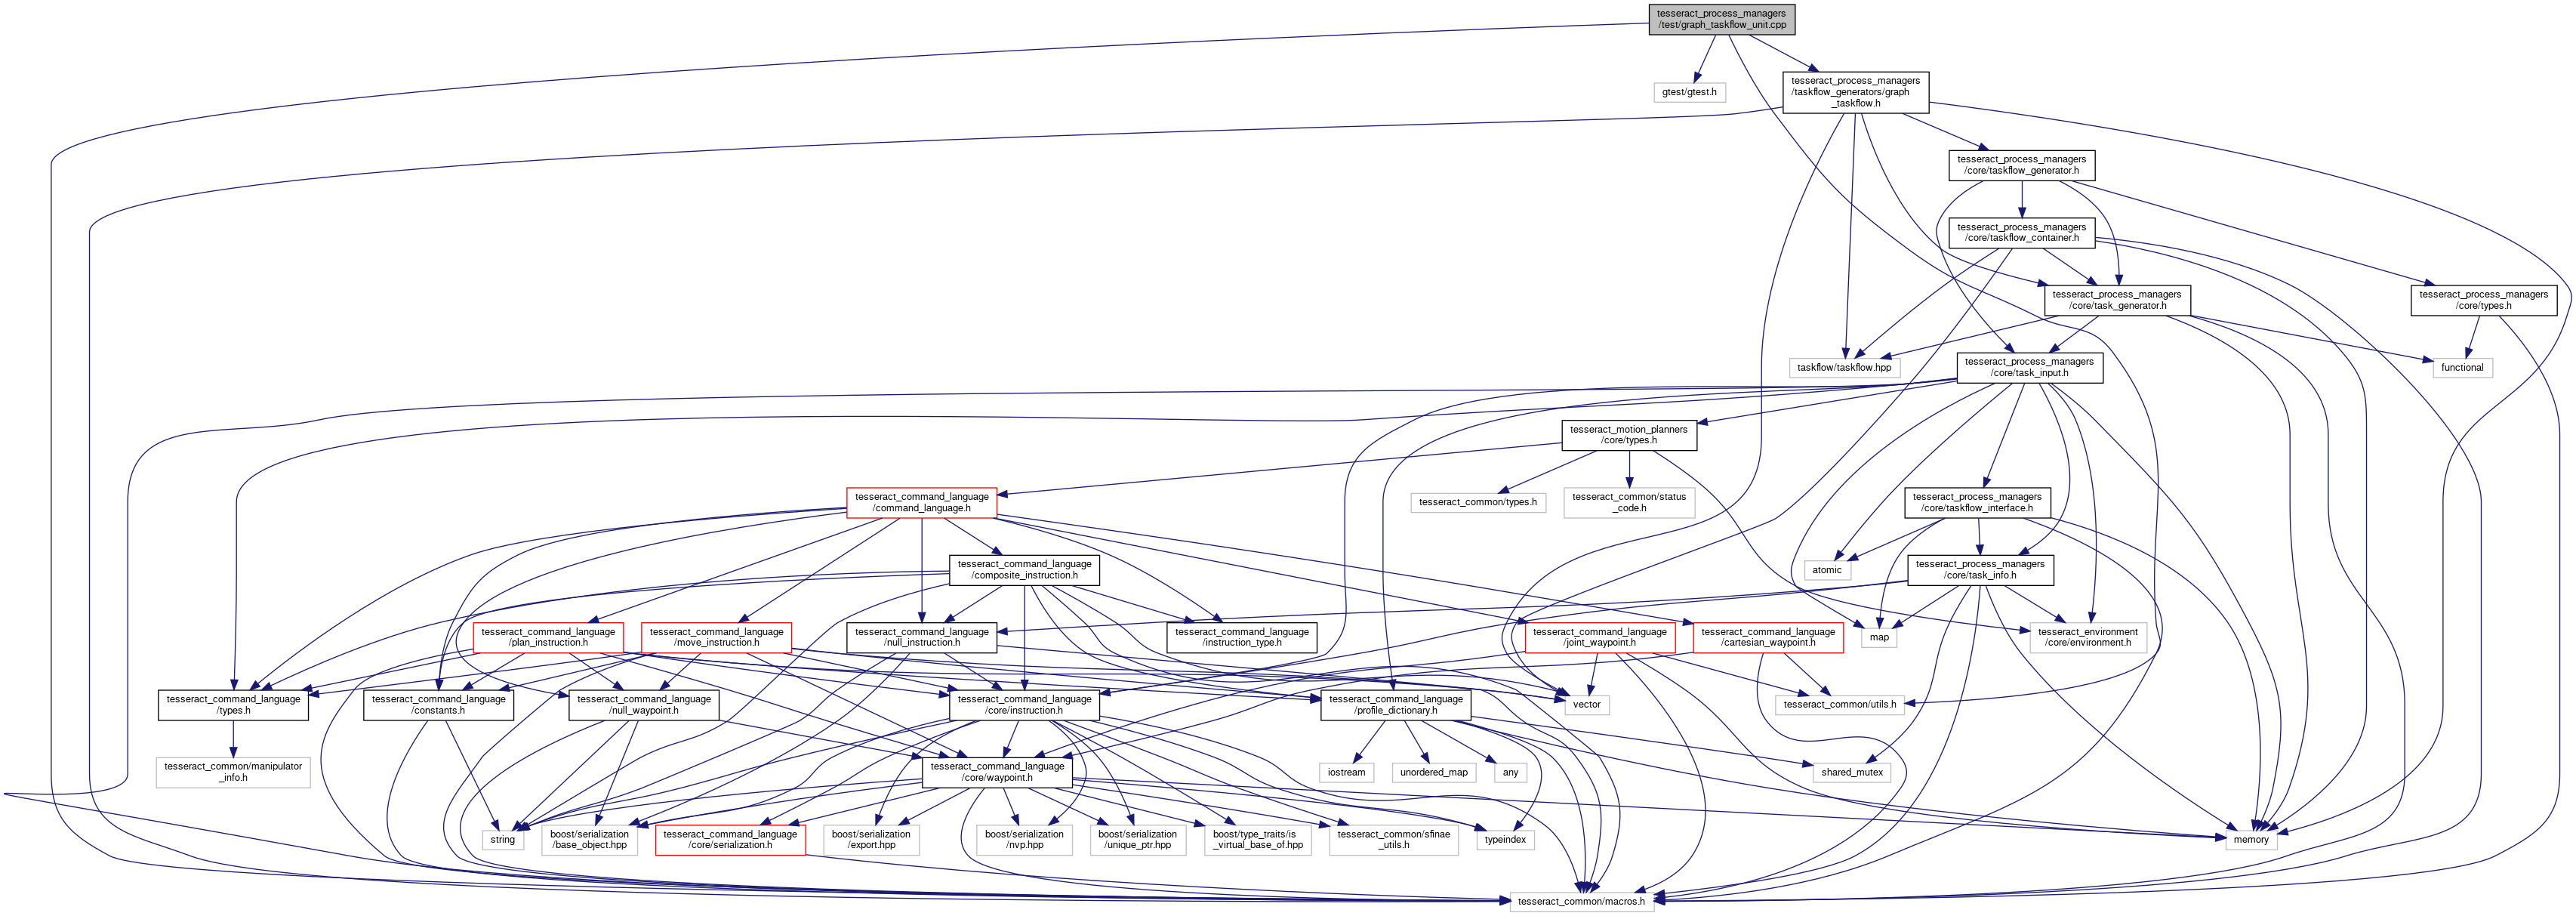 tesseract_process_managers
/test/graph_taskflow_unit.cpp
gtest/gtest.h
tesseract_process_managers
/taskflow_generators/graph
_taskflow.h
tesseract_process_managers
/core/taskflow_generator.h
tesseract_process_managers
/core/taskflow_container.h
tesseract_process_managers
/core/task_generator.h
tesseract_process_managers
/core/types.h
taskflow/taskflow.hpp
tesseract_process_managers
/core/task_input.h
functional
tesseract_motion_planners
/core/types.h
tesseract_command_language
/command_language.h
tesseract_common/types.h
tesseract_common/status
_code.h
tesseract_process_managers
/core/taskflow_interface.h
tesseract_command_language
/composite_instruction.h
atomic
tesseract_process_managers
/core/task_info.h
tesseract_command_language
/plan_instruction.h
tesseract_command_language
/move_instruction.h
tesseract_command_language
/null_instruction.h
tesseract_command_language
/instruction_type.h
tesseract_command_language
/joint_waypoint.h
tesseract_command_language
/cartesian_waypoint.h
map
tesseract_environment
/core/environment.h
tesseract_command_language
/types.h
tesseract_command_language
/constants.h
tesseract_command_language
/null_waypoint.h
tesseract_command_language
/core/instruction.h
tesseract_command_language
/profile_dictionary.h
vector
tesseract_common/utils.h
tesseract_common/manipulator
_info.h
tesseract_command_language
/core/waypoint.h
iostream
unordered_map
any
shared_mutex
string
boost/serialization
/base_object.hpp
tesseract_command_language
/core/serialization.h
boost/serialization
/export.hpp
boost/serialization
/nvp.hpp
boost/serialization
/unique_ptr.hpp
boost/type_traits/is
_virtual_base_of.hpp
tesseract_common/sfinae
_utils.h
typeindex
memory
tesseract_common/macros.h